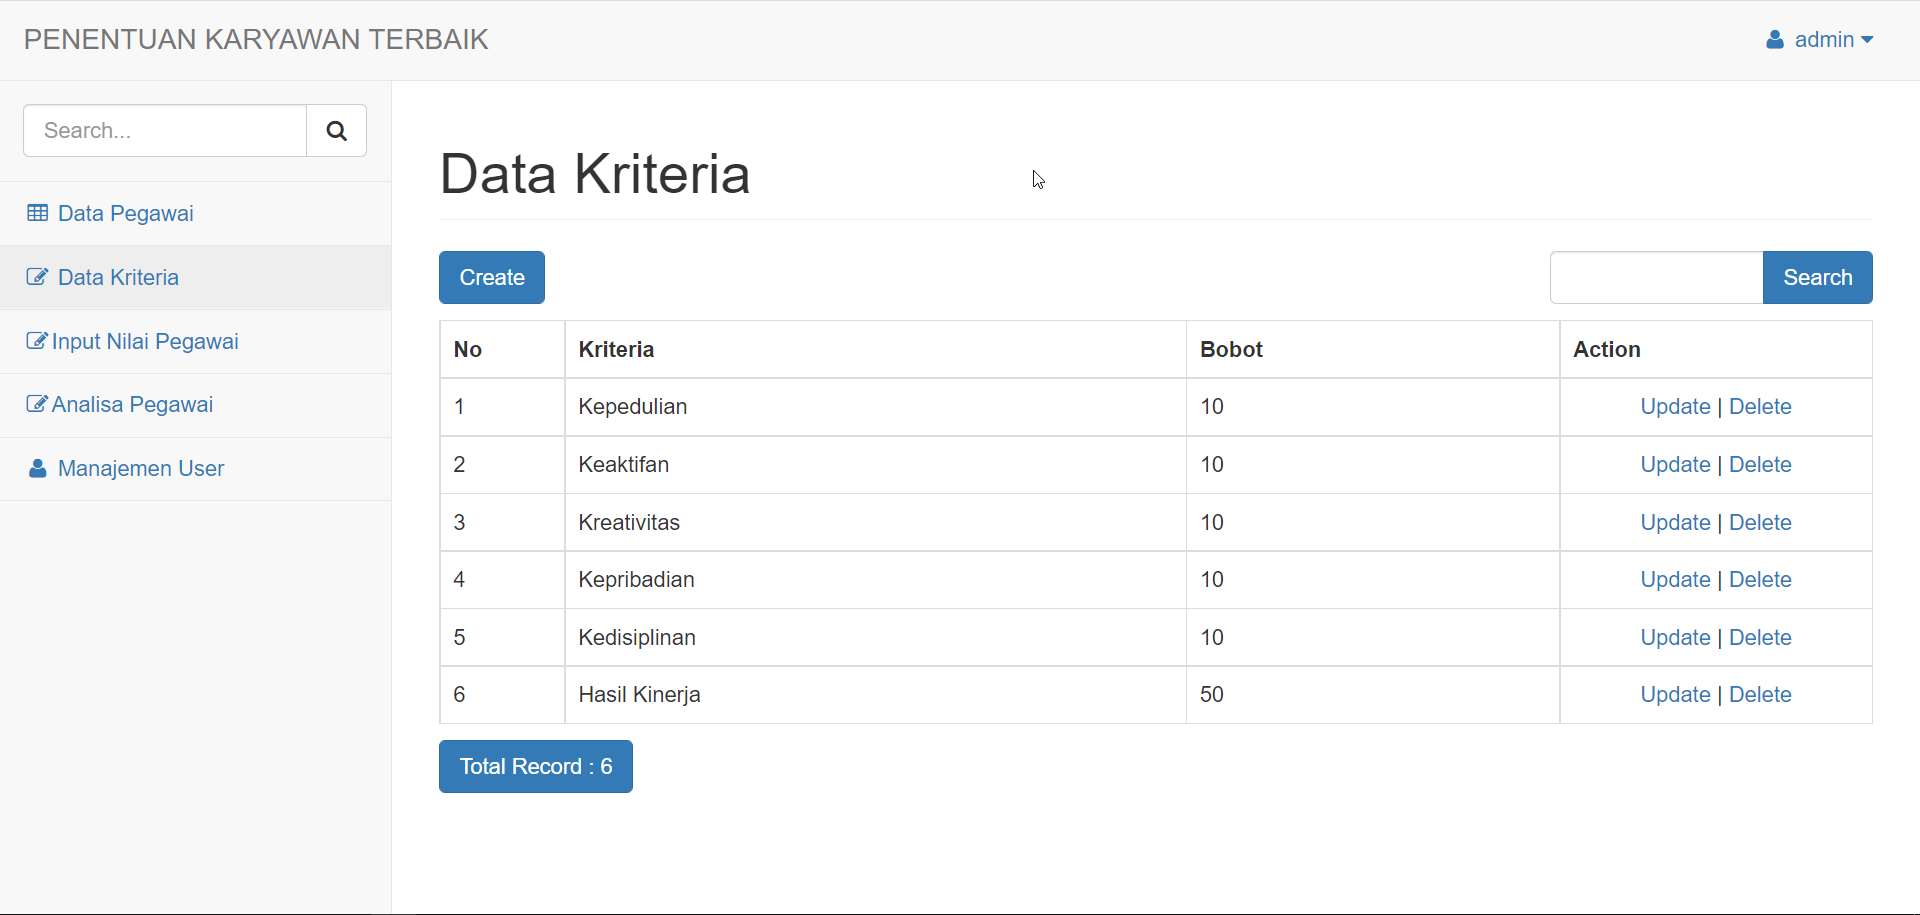 PENENTUAN KARYAWAN TERBAIK
admin
Search...
Data Pegawai
Data Kriteria
Input Nilai Pegawai
Analisa Pegawai
Manajemen User
Data Kriteria
Create
Search
No Kriteria Bobot Action
1 Kepedulian 10 Update | Delete
2 Keaktifan 10 Update | Delete
3 Kreativitas 10 Update | Delete
4 Kepribadian 10 Update | Delete
5 Kedisiplinan 10 Update | Delete
6 Hasil Kinerja 50 Update | Delete
Total Record : 6